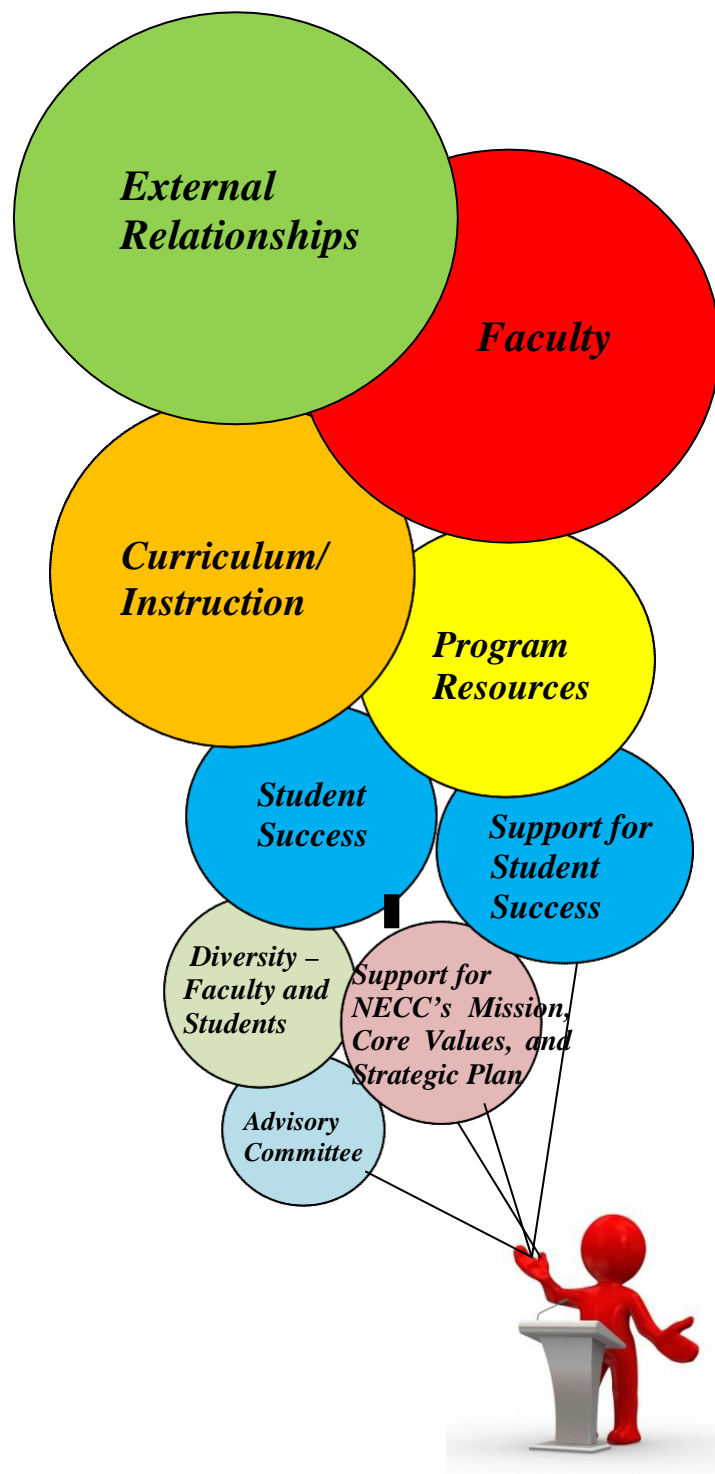 External
Relationships
Faculty
Curriculum/
Instruction
Program
Resources
Student
Success
Support for
Student
Success
Diversity –
Faculty and
Students
Support for
NECC’s Mission,
Core Values, and
Strategic Plan
Advisory
Committee